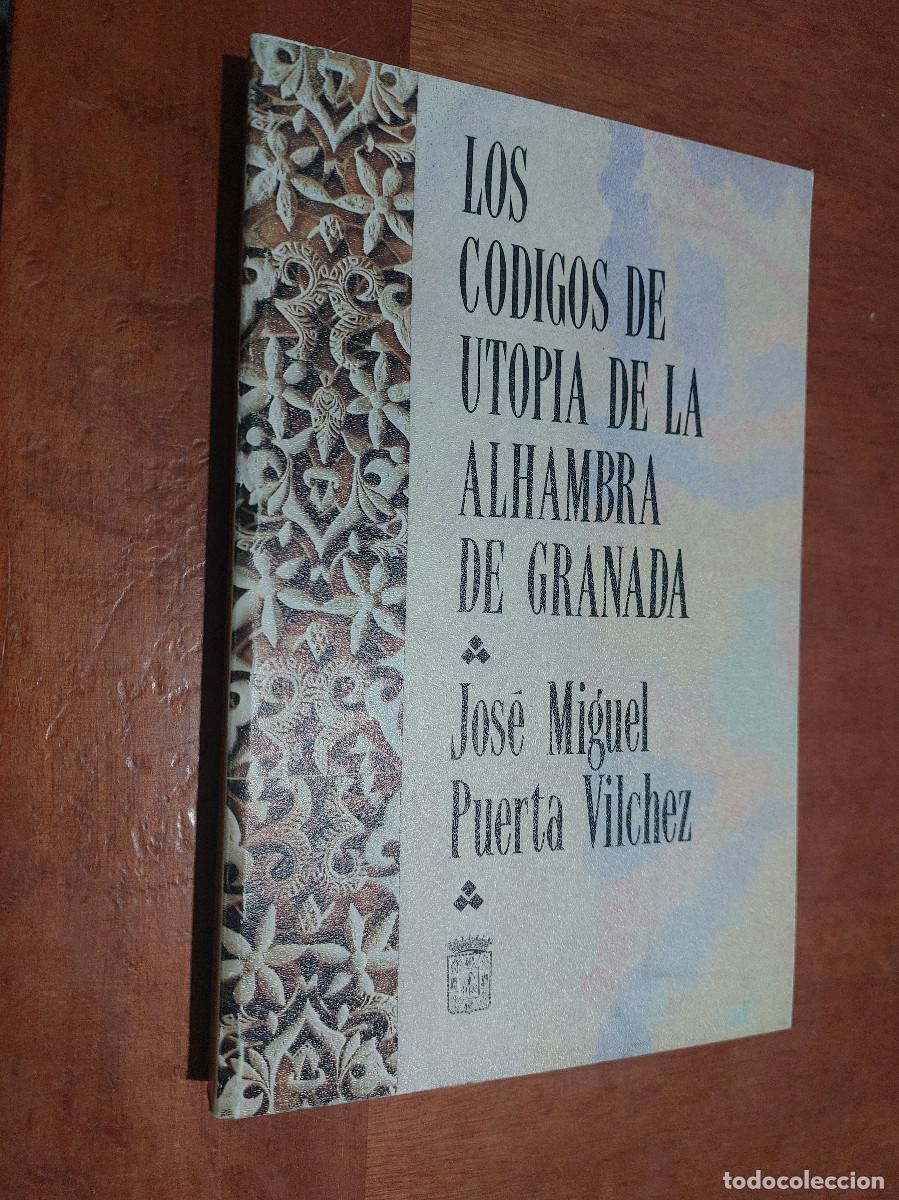 LOS
CODIGOS DE
UTOPIA DE LA
ALHAMBRA
DE GRANADA
José Miguel
Puerta Vilchez
todocoleccion